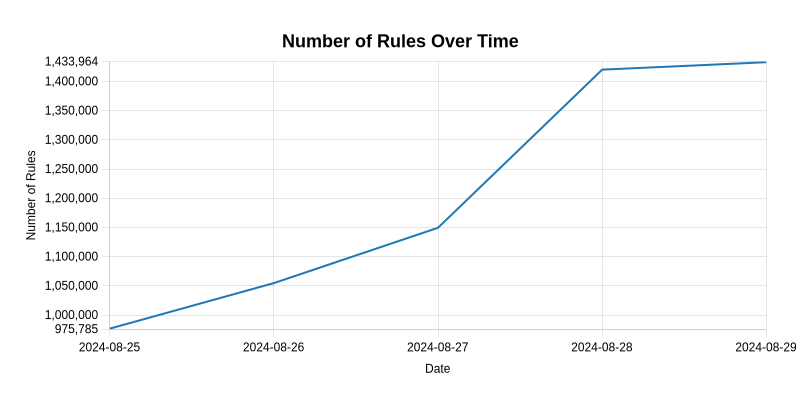 Number of Rules Over Time
1,433,964
1,400,000
1,350,000
1,300,000
1,250,000
1,200,000
1,150,000
1,100,000
1,050,000
1,000,000
975,785
Number of Rules
2024-08-25 2024-08-26 2024-08-27 2024-08-28 2024-08-29
Date